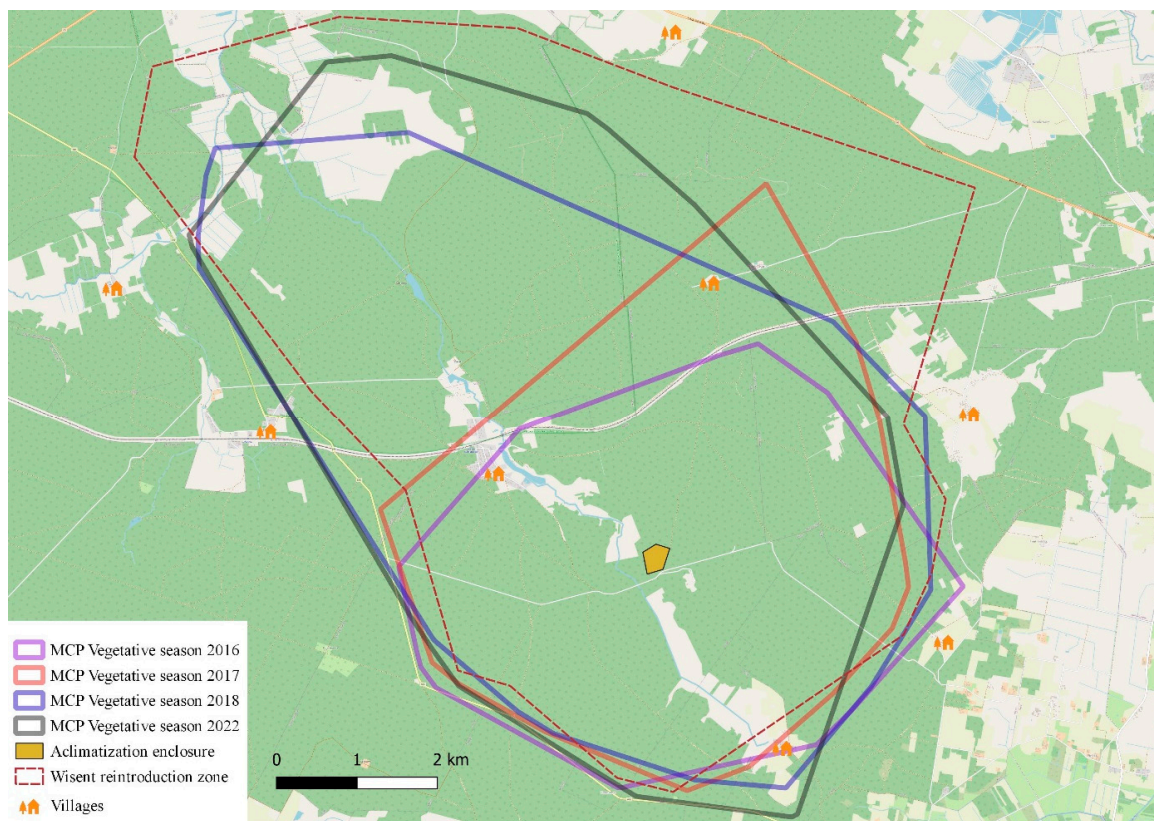 MCP Vegetative season 2016
MCP Vegetative season 2017
MCP Vegetative season 2018
MCP Vegetative season 2022
Aclimatization enclosure
Wisent reintroduction zone
Villages
0 1 2 km